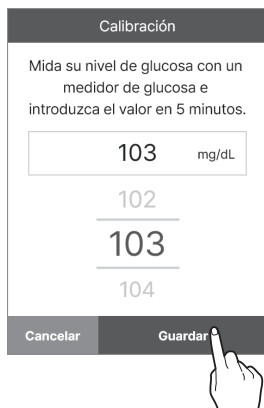 Calibración
Mida su nivel de glucosa con un
medidor de glucosa e
introduzca el valor en 5 minutos.
103 mg/dL
102
103
104
Cancelar Guardar